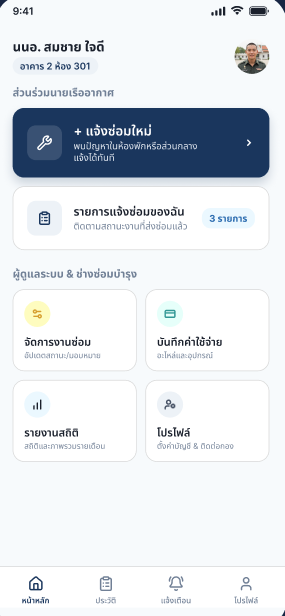 9:41
นนอ. สมชาย ใจดี
อาคาร 2 ห้อง 301
ส่วนร่วมนายเรืออากาศ
+ แจ้งซ่อมใหม่
พบปัญหาในห้องพักหรือส่วนกลาง
แจ้งได้ทันที
รายการแจ้งซ่อมของฉัน
ติดตามสถานะงานที่ส่งซ่อมแล้ว
3 รายการ
ผู้ดูแลระบบ & ช่างซ่อมบำรุง
จัดการงานซ่อม
อัปเดตสถานะ/มอบหมาย
บันทึกค่าใช้จ่าย
อะไหล่และอุปกรณ์
รายงานสถิติ
สถิติและภาพรวมรายเดือน
โปรไฟล์
ตั้งค่าบัญชี & ติดต่อกอง
หน้าหลัก
ประวัติ
แจ้งเตือน
โปรไฟล์